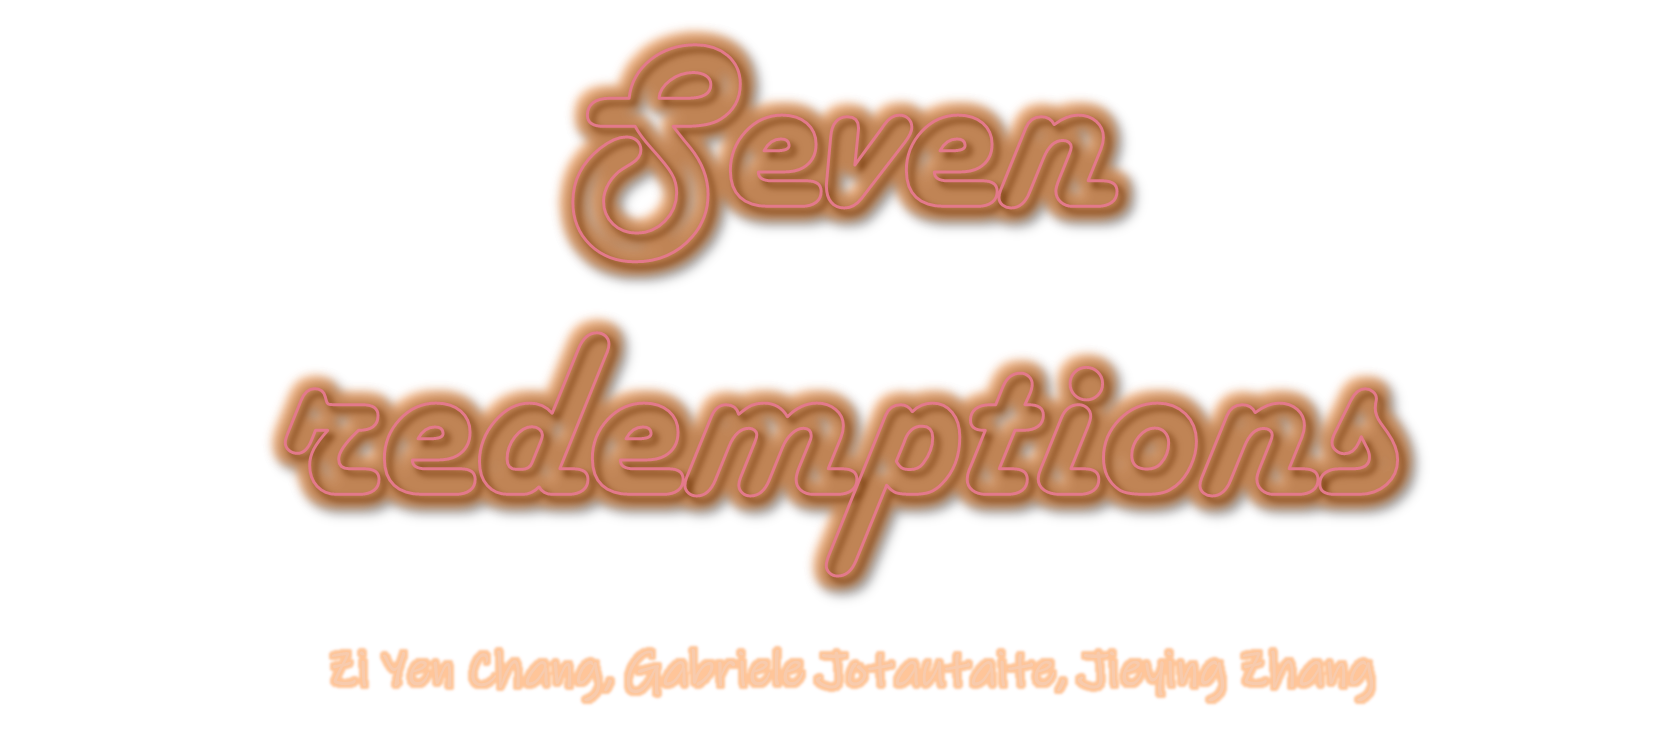 Seven
redemptions
Zi Yen Chang, Gabriele Jotautaite, Jieying Zhang